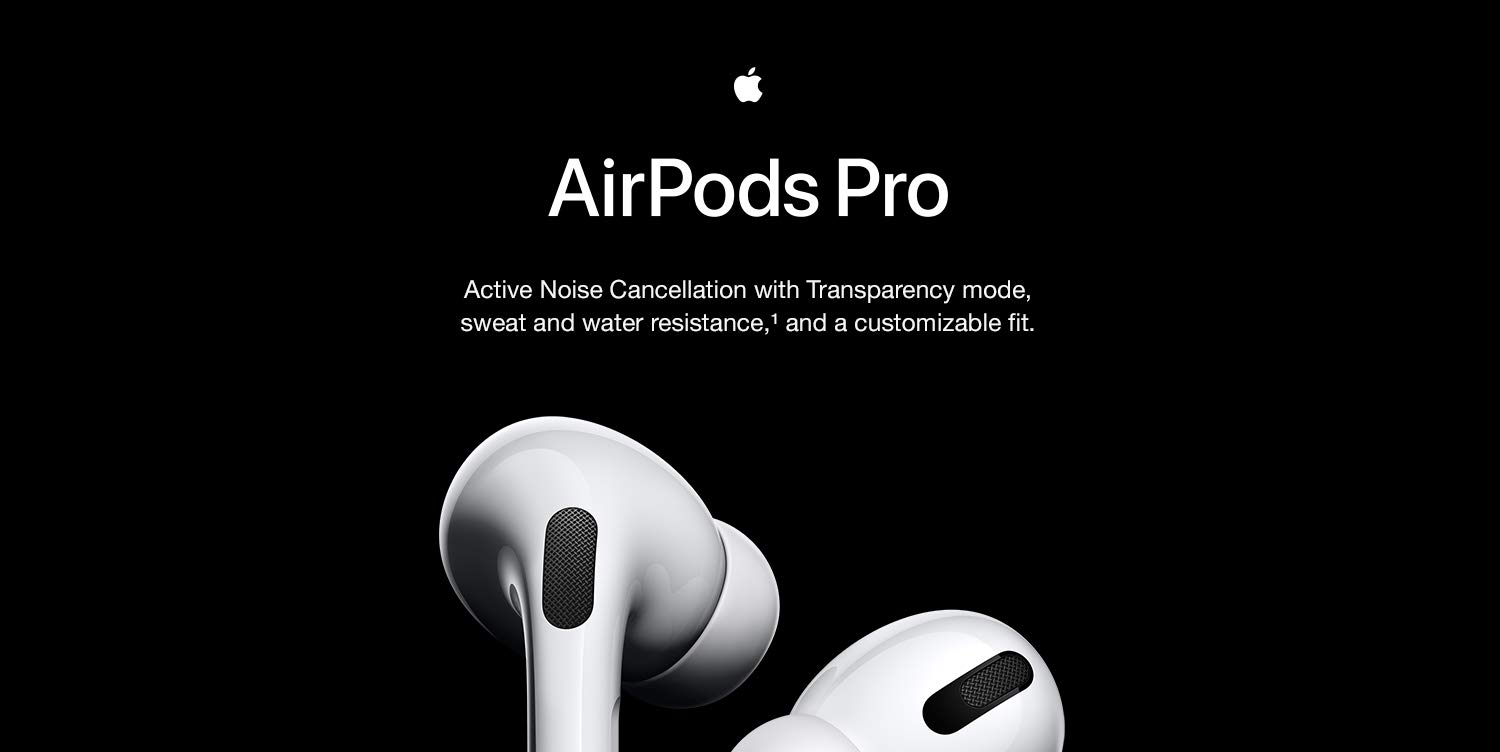 AirPods Pro
Active Noise Cancellation with Transparency mode,
sweat and water resistance,¹ and a customizable fit.